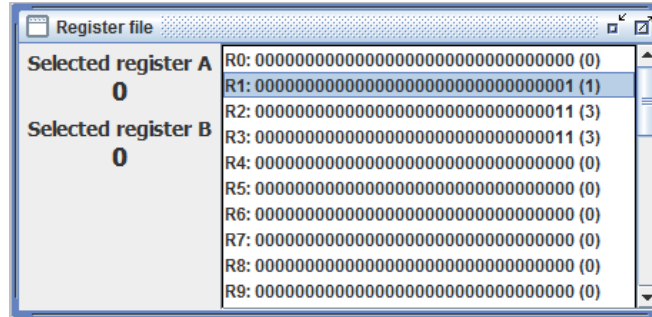 Register file
Selected register A
0
Selected register B
0
R0: 00000000000000000000000000000000 (0)
R1: 00000000000000000000000000000001 (1)
R2: 00000000000000000000000000000011 (3)
R3: 00000000000000000000000000000011 (3)
R4: 00000000000000000000000000000000 (0)
R5: 00000000000000000000000000000000 (0)
R6: 00000000000000000000000000000000 (0)
R7: 00000000000000000000000000000000 (0)
R8: 00000000000000000000000000000000 (0)
R9: 00000000000000000000000000000000 (0)